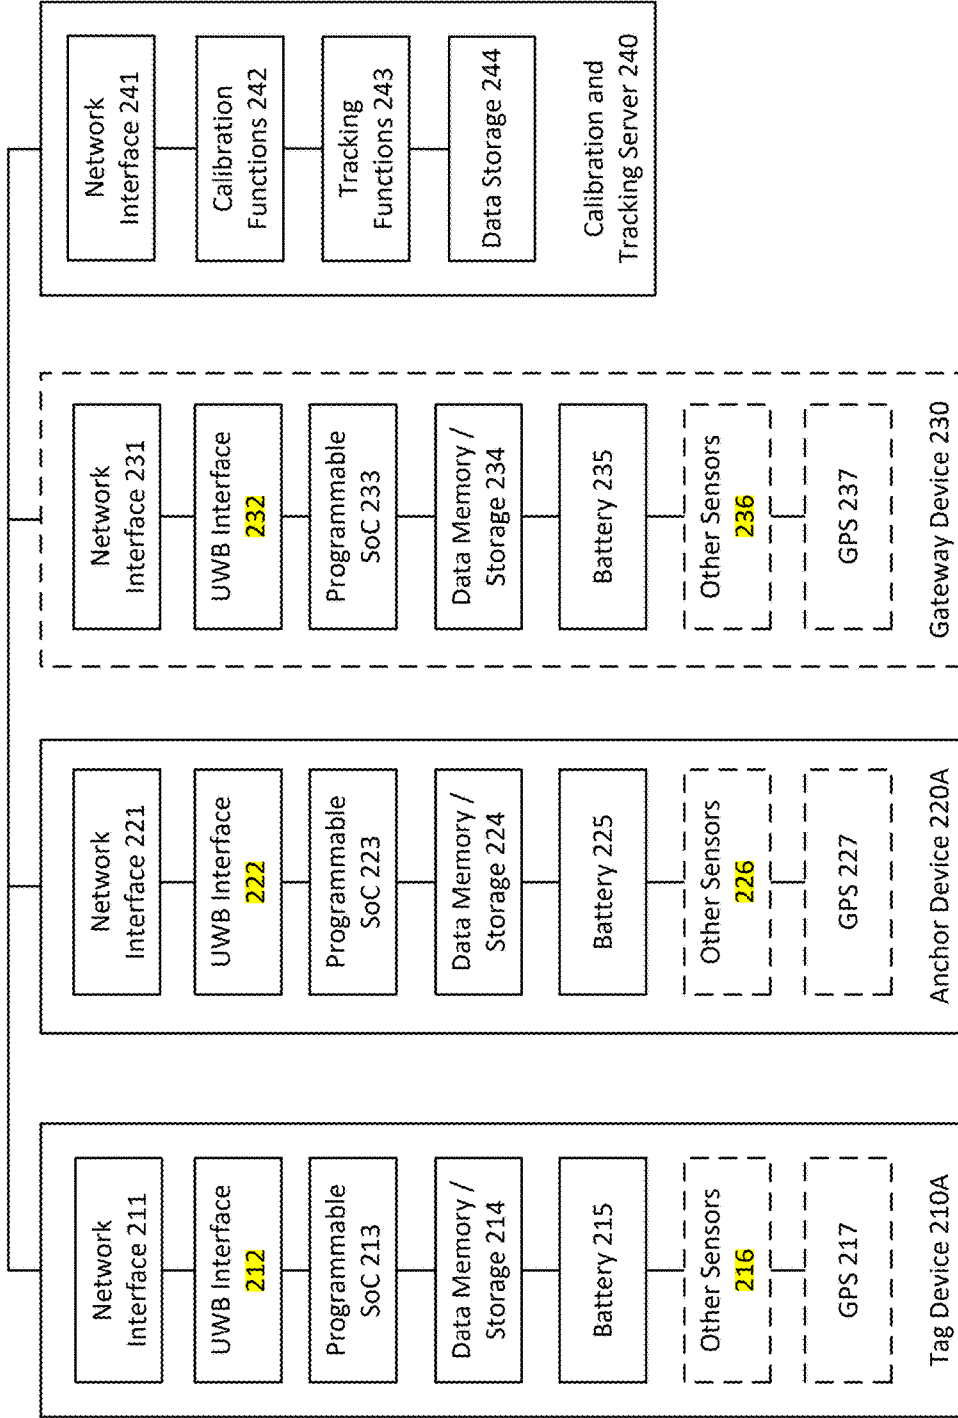 Network
Interface 211
UWB Interface
212
Programmable
SoC 213
Data Memory /
Storage 214
Battery 215
Other Sensors
216
GPS 217
Tag Device 210A
Network
Interface 221
UWB Interface
222
Programmable
SoC 223
Data Memory /
Storage 224
Battery 225
Other Sensors
226
GPS 227
Anchor Device 220A
Network
Interface 231
UWB Interface
232
Programmable
SoC 233
Data Memory /
Storage 234
Battery 235
Other Sensors
236
GPS 237
Gateway Device 230
Network
Interface 241
Calibration
Functions 242
Tracking
Functions 243
Data Storage 244
Calibration and
Tracking Server 240